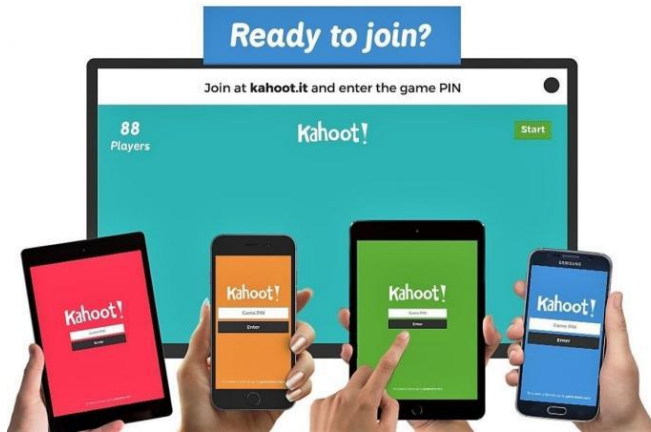 Ready to join?
Join at kahoot.it and enter the game PIN
88
Players
Kahoot!
Start
Kahoot!
Enter
Kahoot!
Game PIN
Enter
Kahoot!
Game PIN
Enter
SAMSUNG
Kahoot!
Game PIN
Enter